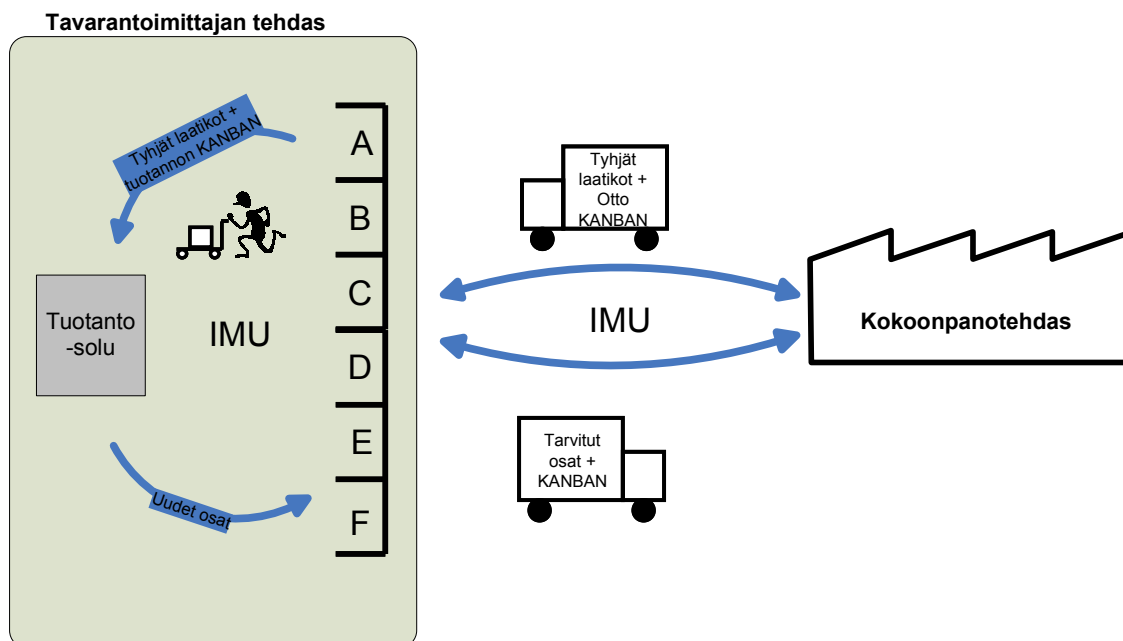 Tavarantoimittajan tehdas
Tyhjät laatikot +
tuotannon KANBAN
A
B
C
D
E
F
Tuotanto
-solu
IMU
Uudet osat
Tyhjät
laatikot +
Otto
KANBAN
IMU
Tarvitut
osat +
KANBAN
Kokoonpanotehdas